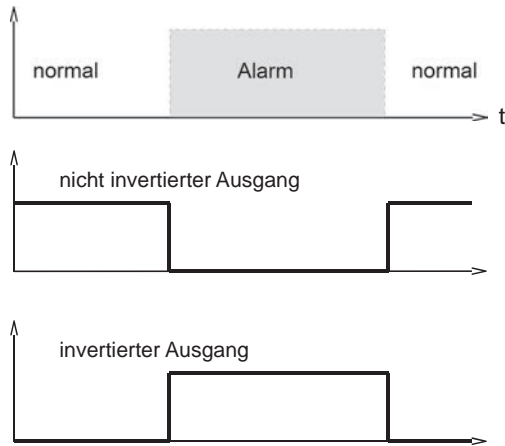 normal Alarm normal
t
nicht invertierter Ausgang
invertierter Ausgang